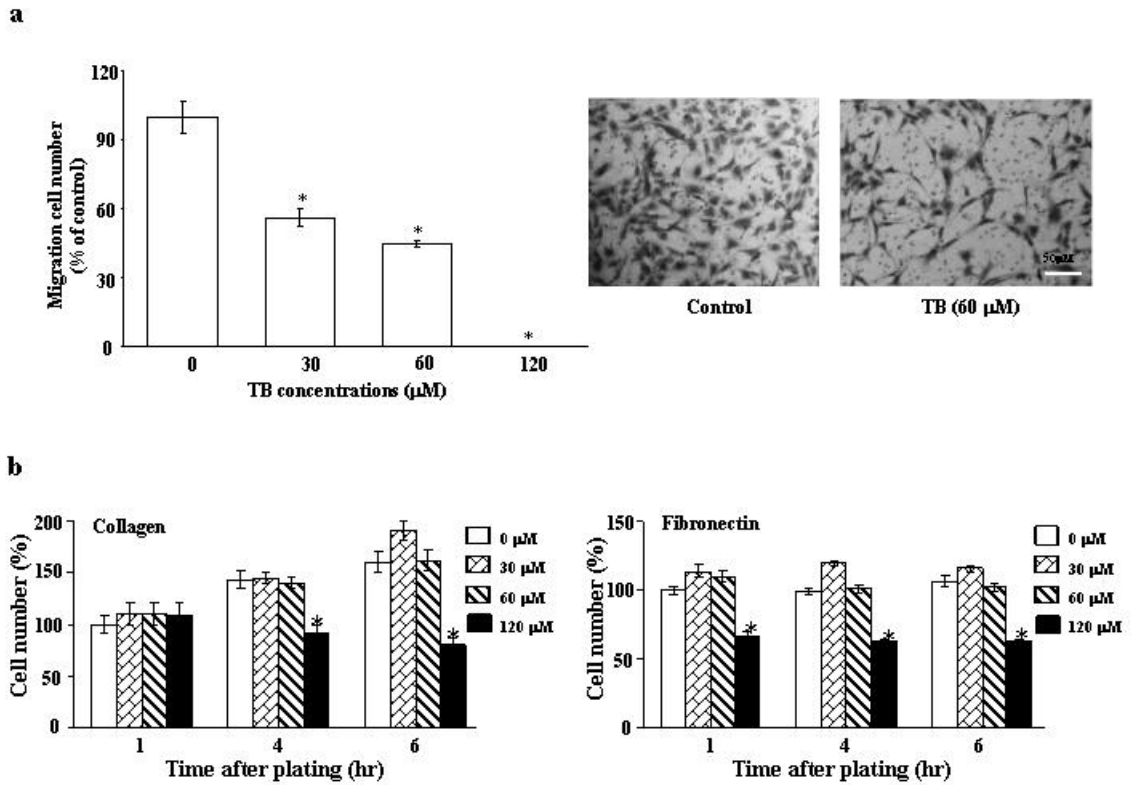 a
120
90
60
30
0
Migration cell number
(% of control)
*
*
*
0 30 60 120
TB concentrations (μM)
50μM
Control
TB (60 μM)
b
200
150
100
50
0
Cell number (%)
Collagen
*
*
0 μM
30 μM
60 μM
120 μM
1 4 6
Time after plating (hr)
150
100
50
0
Cell number (%)
Fibronectin
*
*
*
0 μM
30 μM
60 μM
120 μM
1 4 6
Time after plating (hr)